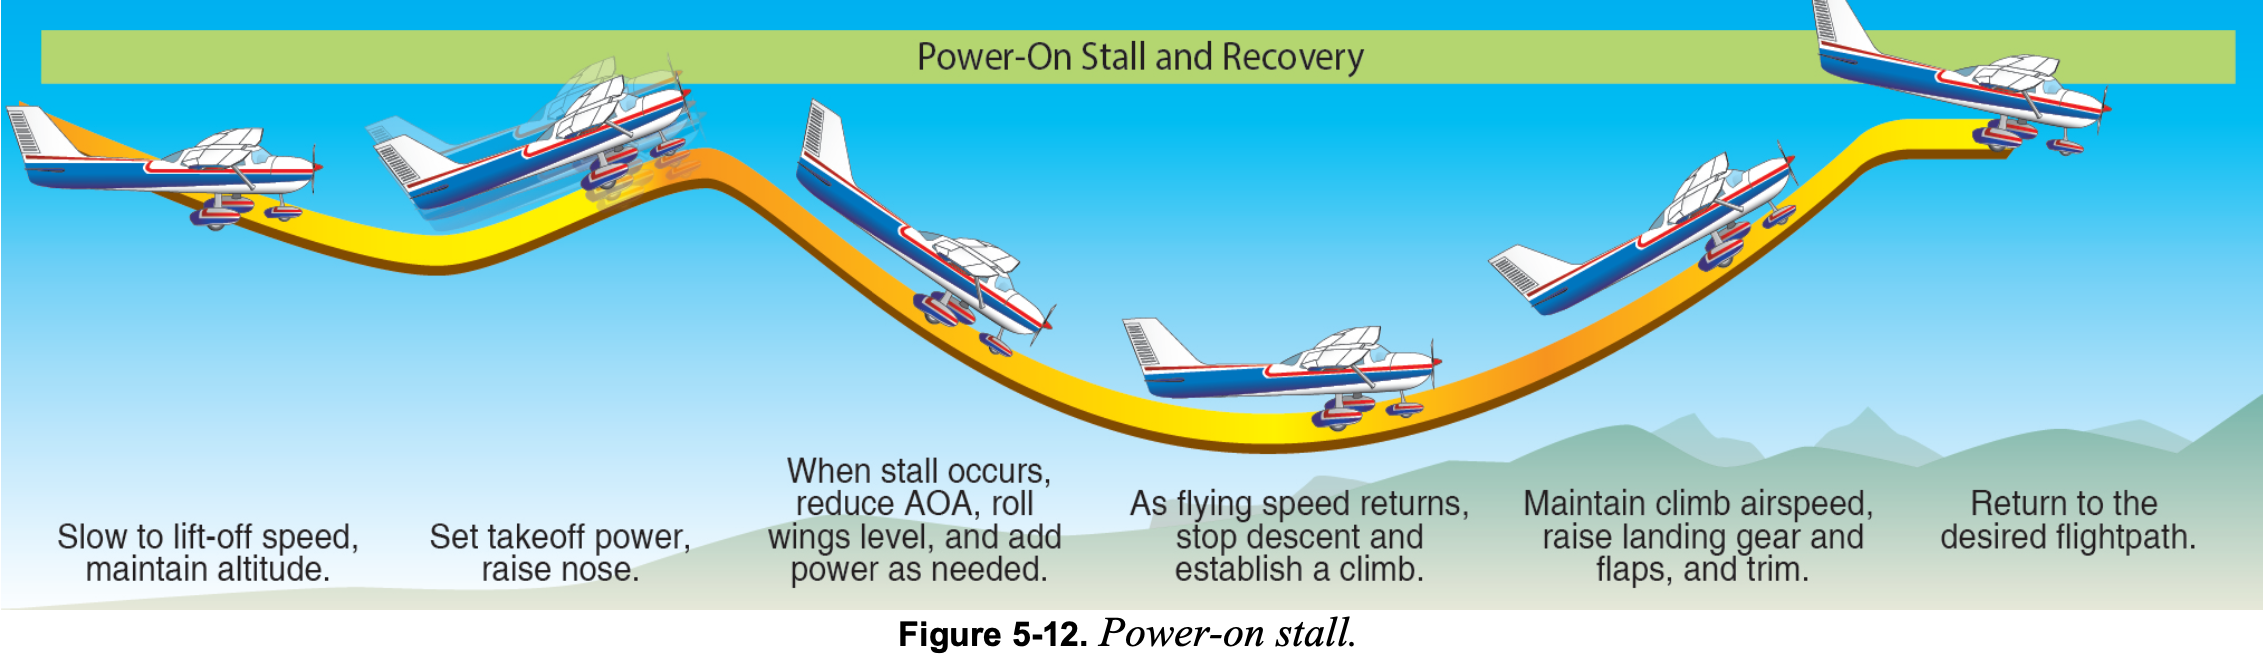 Power-On Stall and Recovery
Slow to lift-off speed,
maintain altitude.
Set takeoff power,
raise nose.
When stall occurs,
reduce AOA, roll
wings level, and add
power as needed.
As flying speed returns,
stop descent and
establish a climb.
Maintain climb airspeed,
raise landing gear and
flaps, and trim.
Return to the
desired flightpath.
Figure 5-12. Power-on stall.